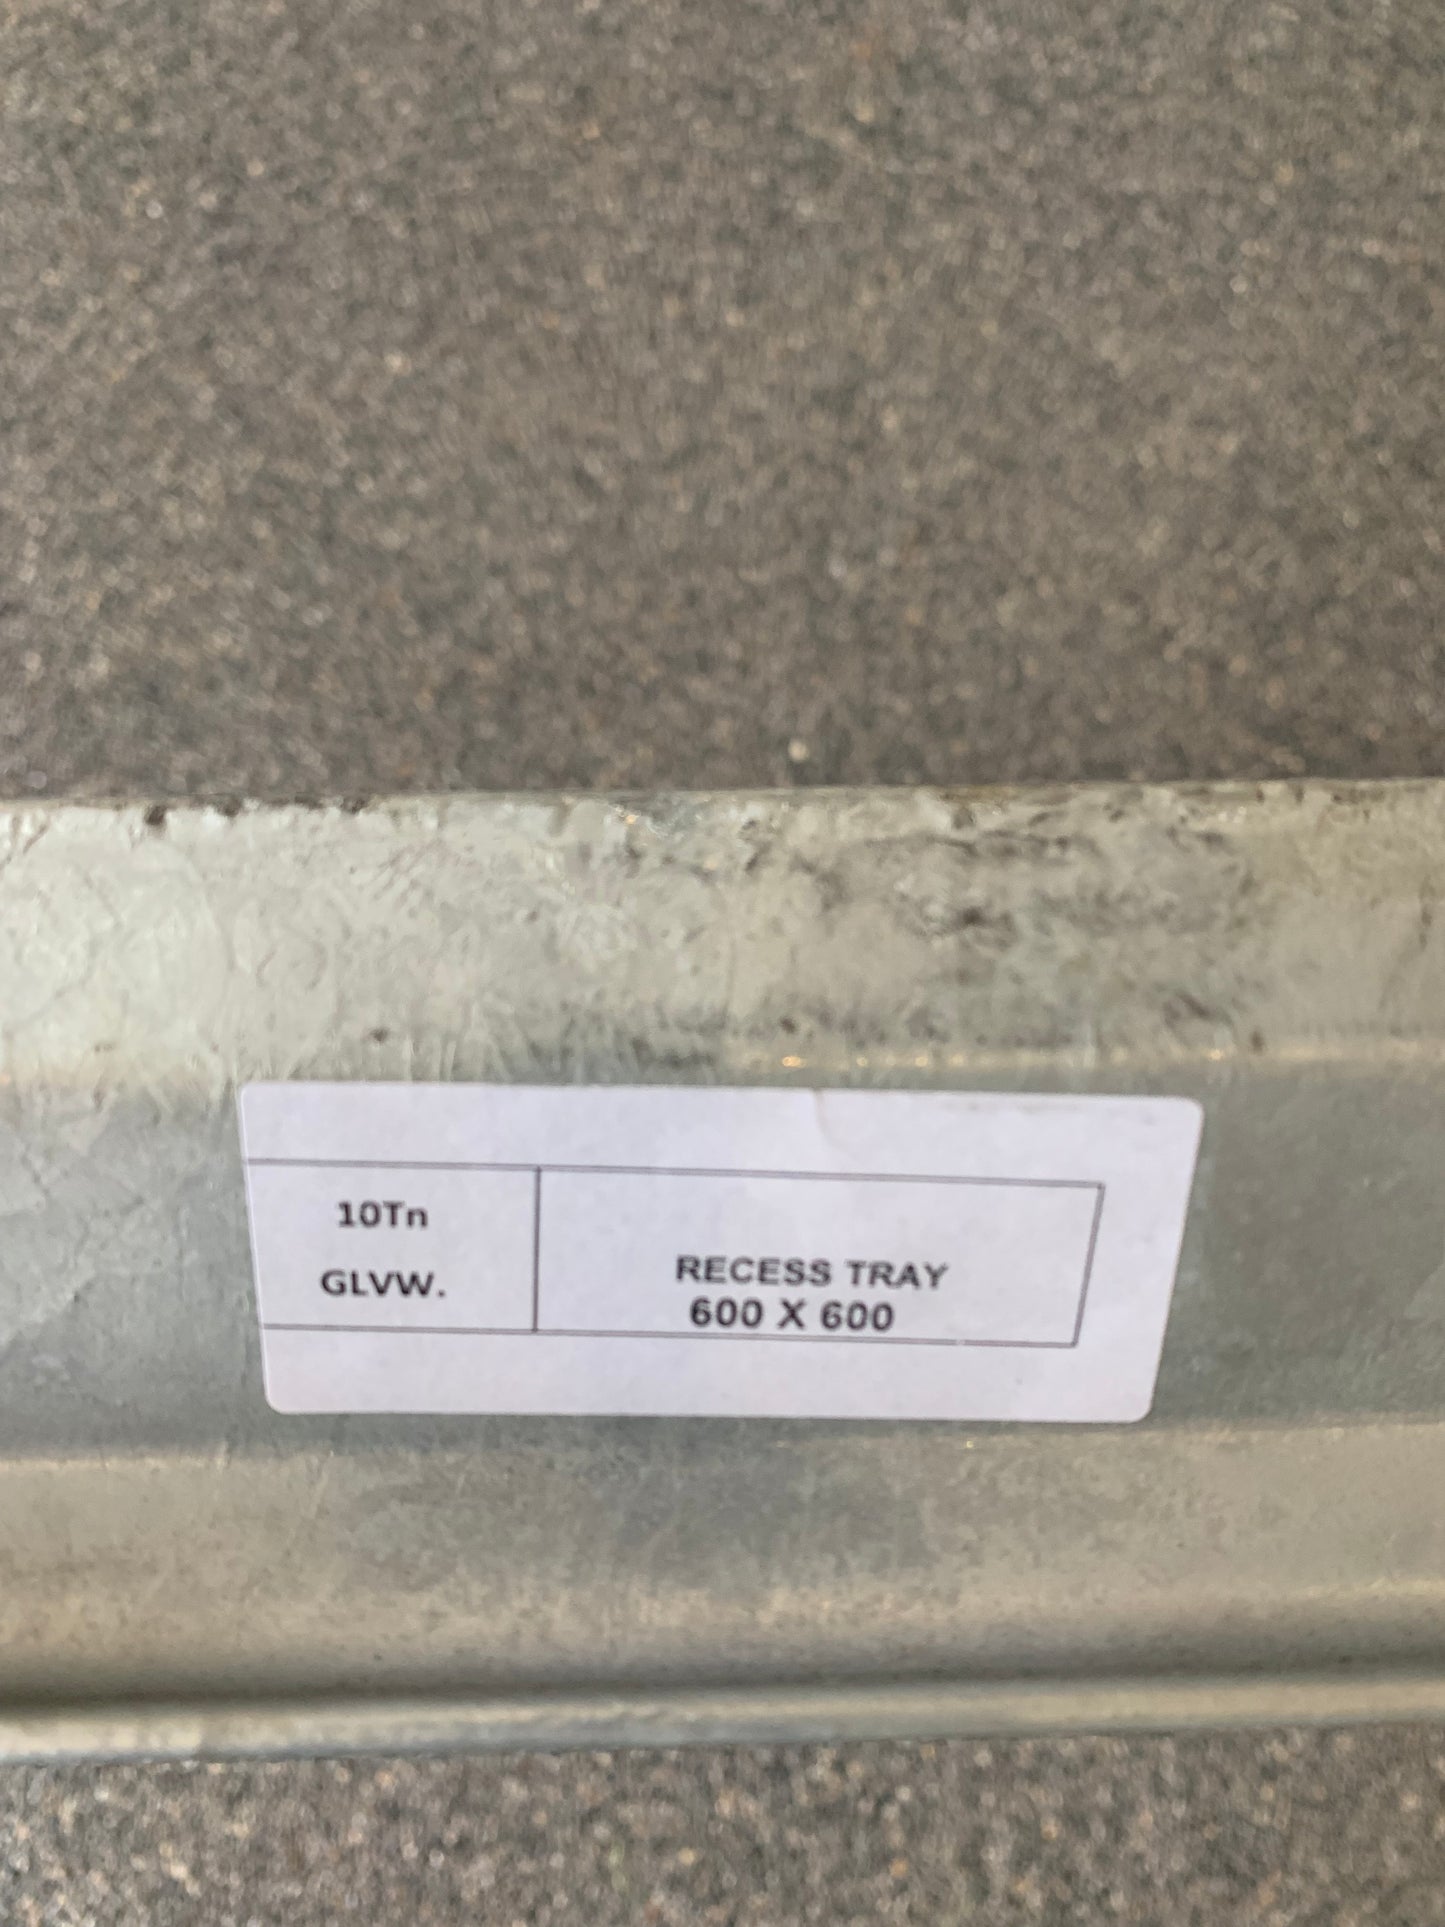 10Tn
GLVW.
RECESS TRAY
600 X 600